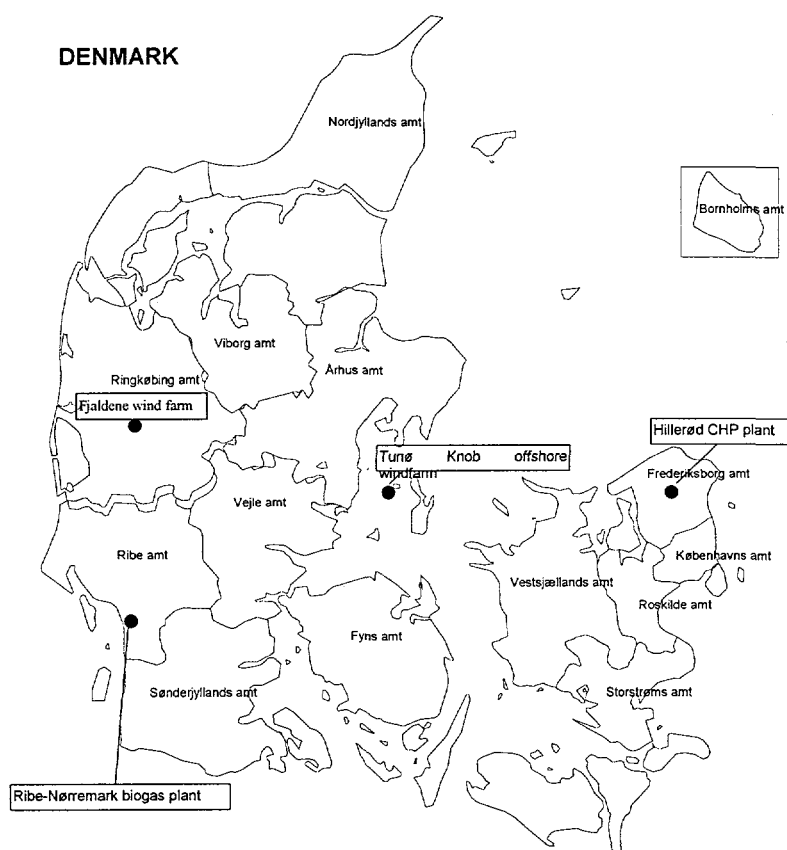 DENMARK
Nordjyllands amt
Bornholms amt
Viborg amt
Århus amt
Ringkøbing amt
Fjaldene wind farm
Hillerød CHP plant
Tunø Knob offshore
windfarm
Frederiksborg amt
Vejle amt
Ribe amt
Københavns amt
Vestsjællands amt
Roskilde amt
Fyns amt
Sønderjyllands amt
Storstrøms amt
Ribe-Nørremark biogas plant